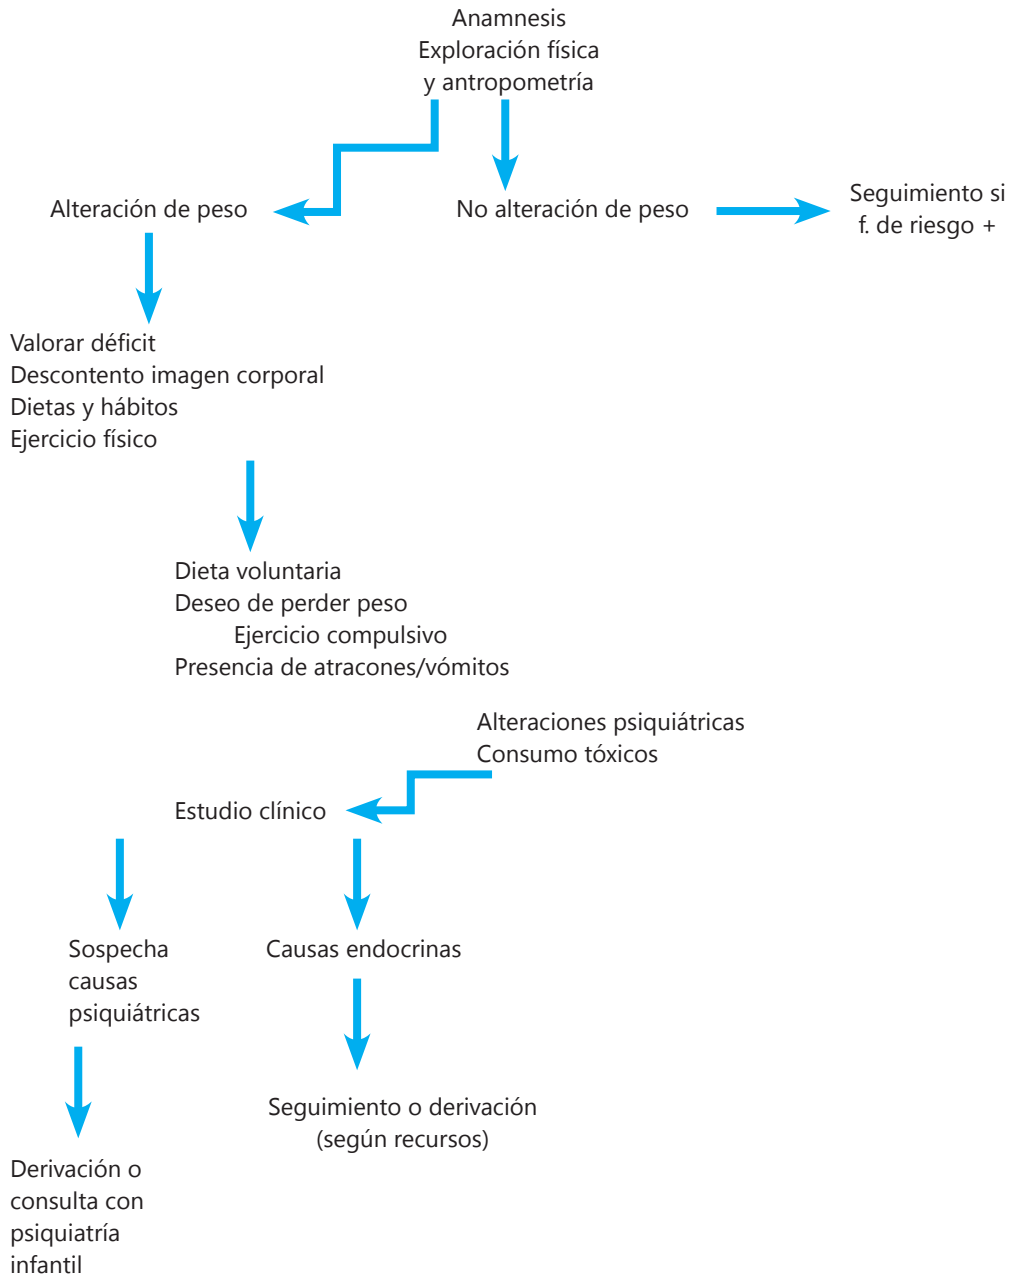 Anamnesis
Exploración física
y antropometría
Alteración de peso
No alteración de peso
Seguimiento si
f. de riesgo +
Valorar déficit
Descontento imagen corporal
Dietas y hábitos
Ejercicio físico
Dieta voluntaria
Deseo de perder peso
Ejercicio compulsivo
Presencia de atracones/vómitos
Alteraciones psiquiátricas
Consumo tóxicos
Estudio clínico
Sospecha
causas
psiquiátricas
Causas endocrinas
Seguimiento o derivación
(según recursos)
Derivación o
consulta con
psiquiatría
infantil